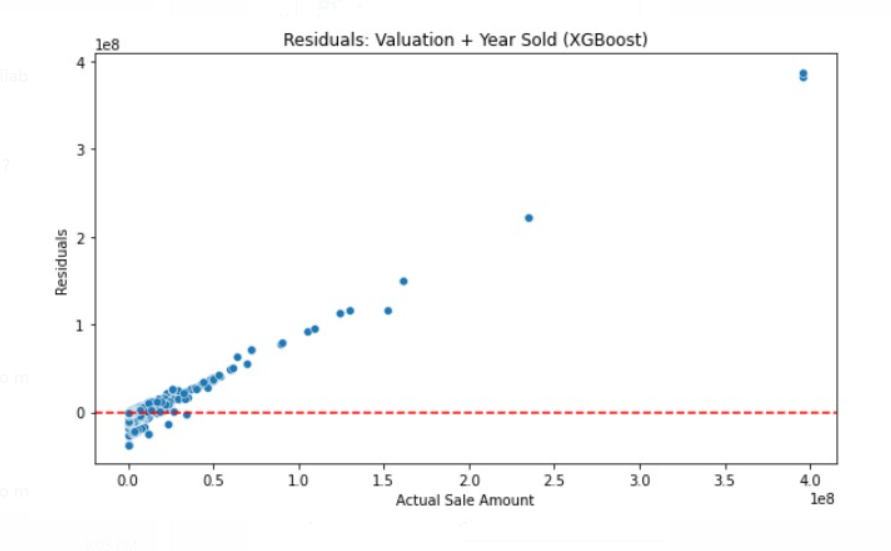 Residuals: Valuation + Year Sold (XGBoost)
1e8
4
3
2
1
0
Residuals
0.0 0.5 1.0 1.5 2.0 2.5 3.0 3.5 4.0
1e8
Actual Sale Amount